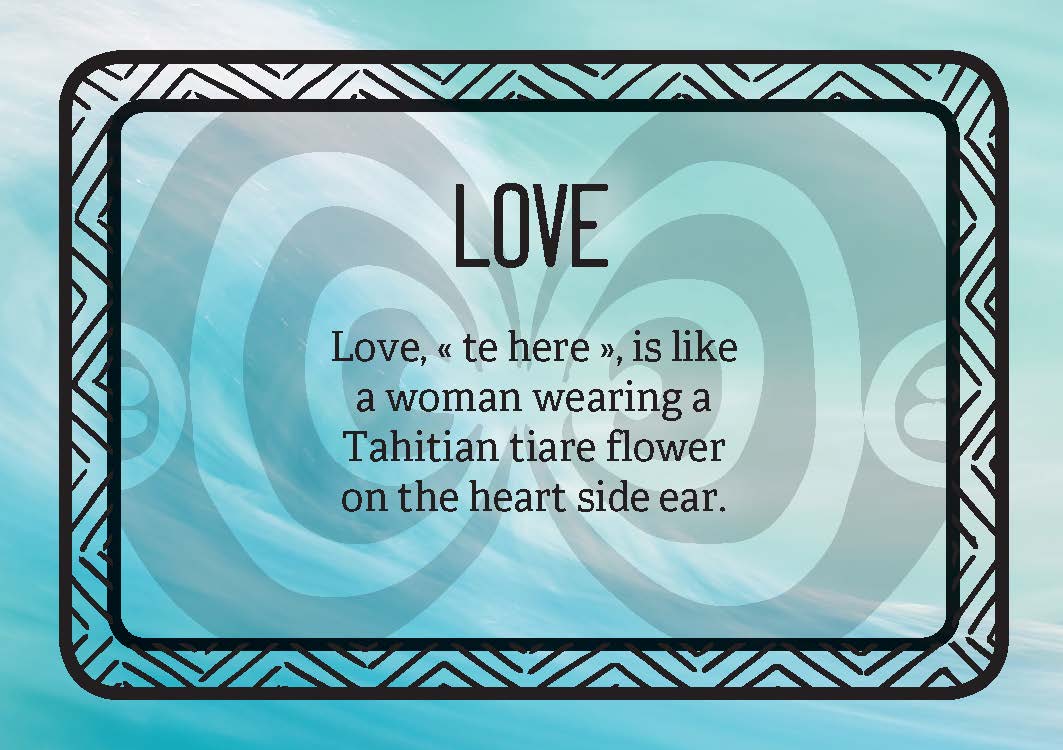 LOVE
Love, « te here », is like
a woman wearing a
Tahitian tiare flower
on the heart side ear.